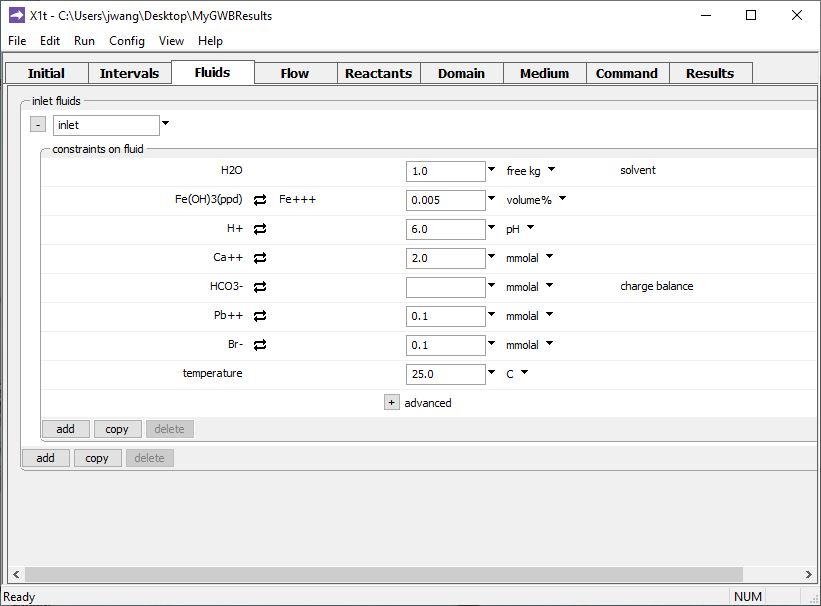 X1t - C:\Users\jwang\Desktop\MyGWBResults
File Edit Run Config View Help
Initial Intervals Fluids Flow Reactants Domain Medium Command Results
inlet fluids
- inlet
constraints on fluid
H2O 1.0 free kg solvent
Fe(OH)3(ppd) Fe+++ 0.005 volume%
H+ 6.0 pH
Ca++ 2.0 mmolal
HCO3- mmolal charge balance
Pb++ 0.1 mmolal
Br- 0.1 mmolal
temperature 25.0 C
+ advanced
add copy delete
add copy delete
Ready NUM